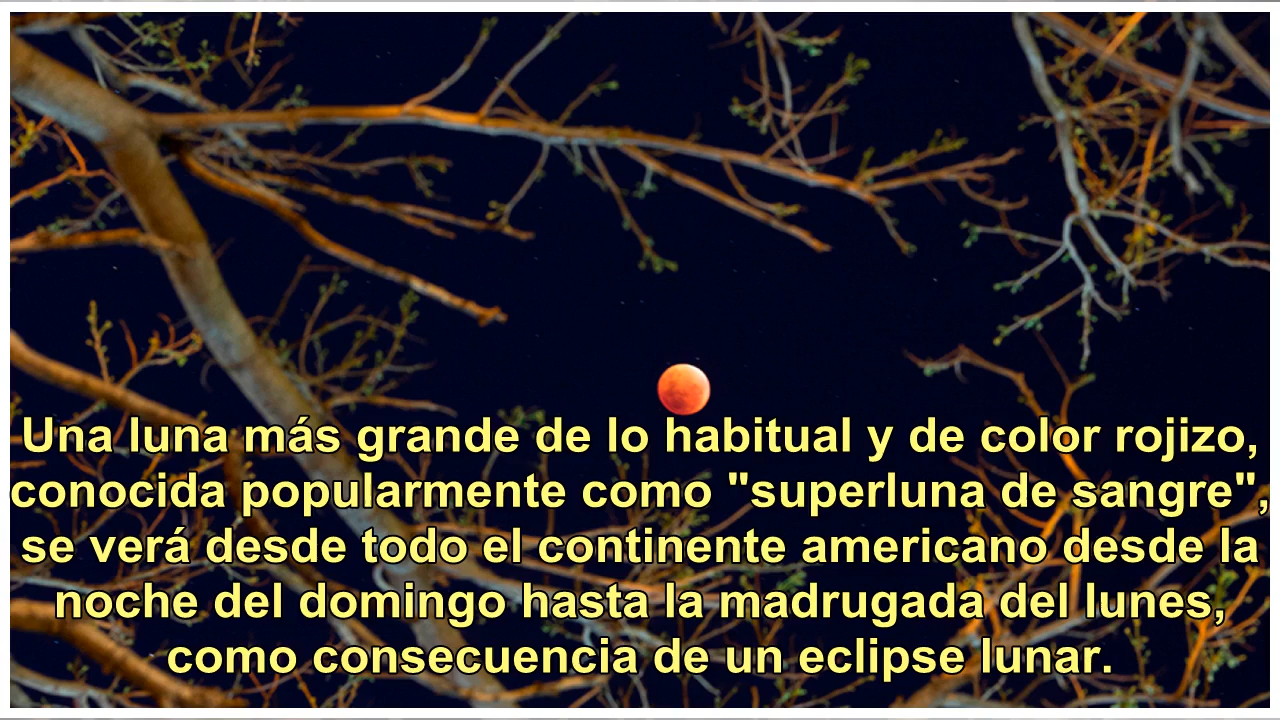 Una luna más grande de lo habitual y de color rojizo,
conocida popularmente como "superluna de sangre",
se verá desde todo el continente americano desde la
noche del domingo hasta la madrugada del lunes,
como consecuencia de un eclipse lunar.